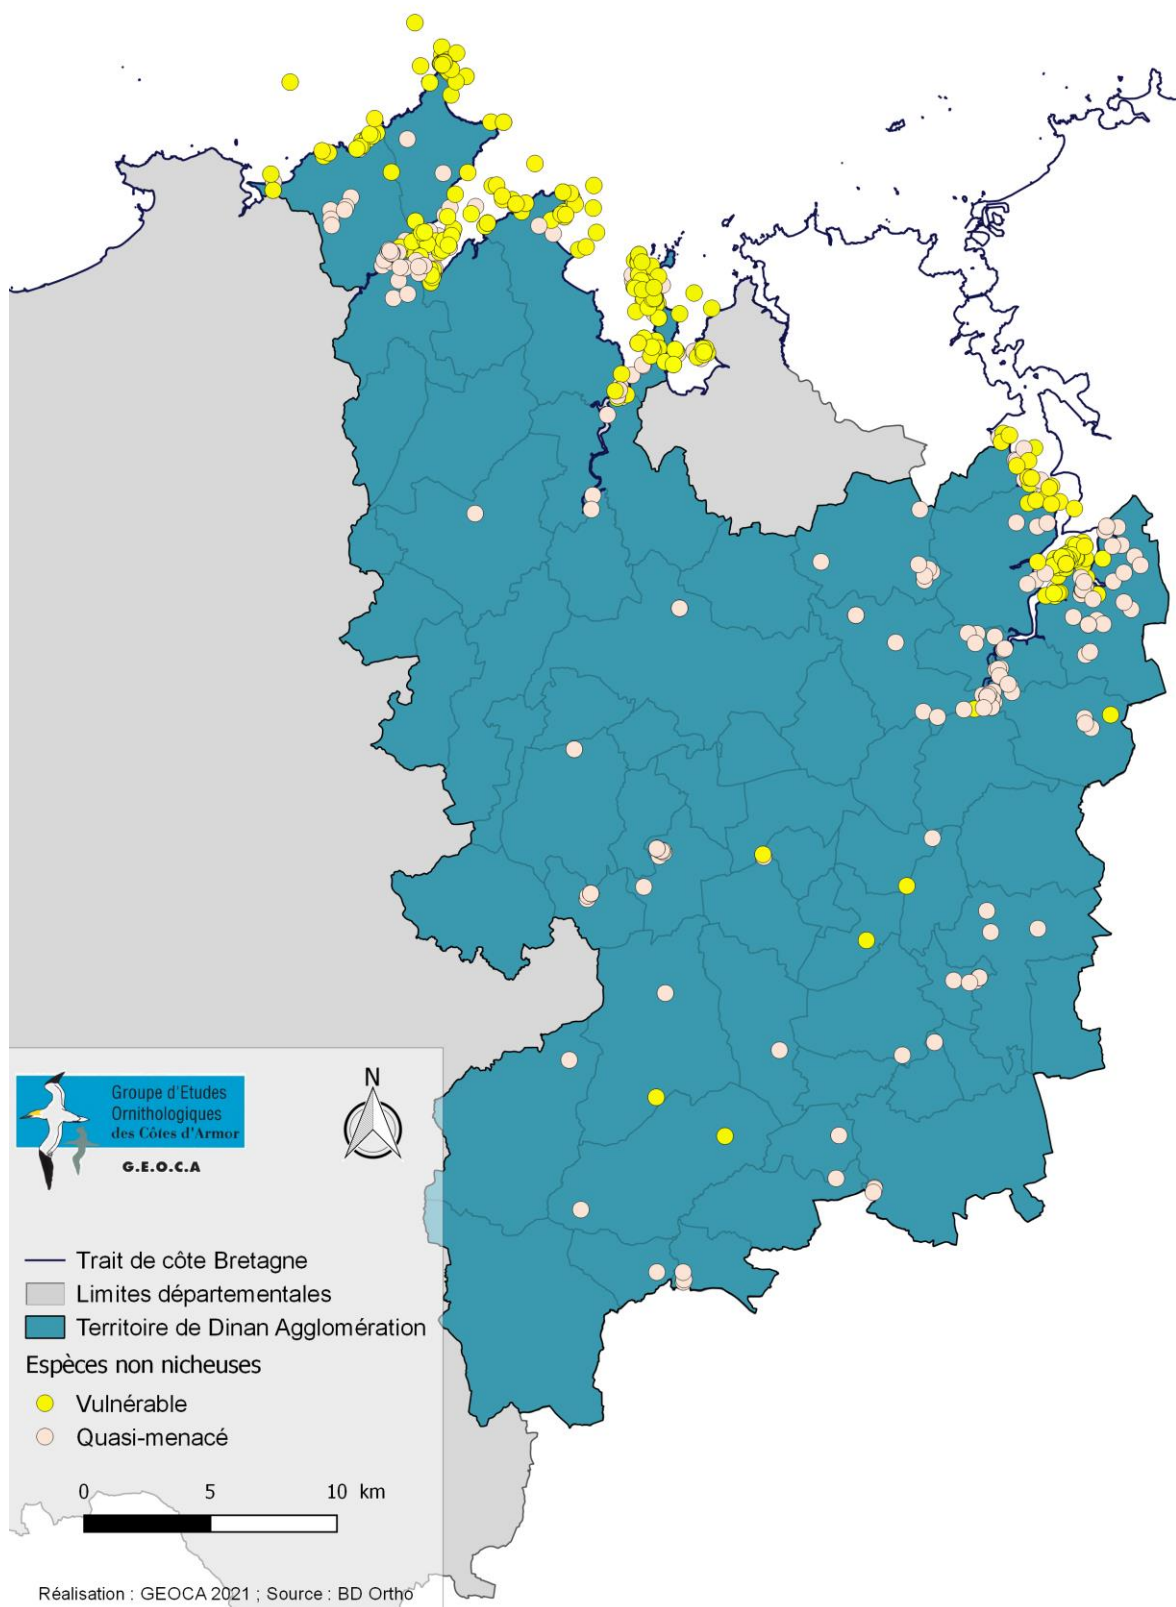 Groupe d'Etudes
Ornithologiques
des Côtes d'Armor
G.E.O.C.A
N
Trait de côte Bretagne
Limites départementales
Territoire de Dinan Agglomération
Espèces non nicheuses
Vulnérable
Quasi-menacé
0 5 10 km
Réalisation : GEOCA 2021 ; Source : BD Ortho